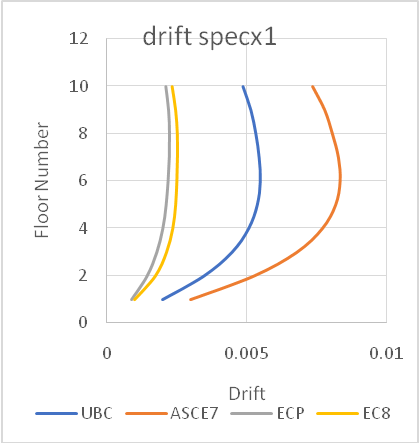 drift specx1
12
10
8
6
4
2
0
Floor Number
0 0.005 0.01
Drift
UBC ASCE7 ECP EC8